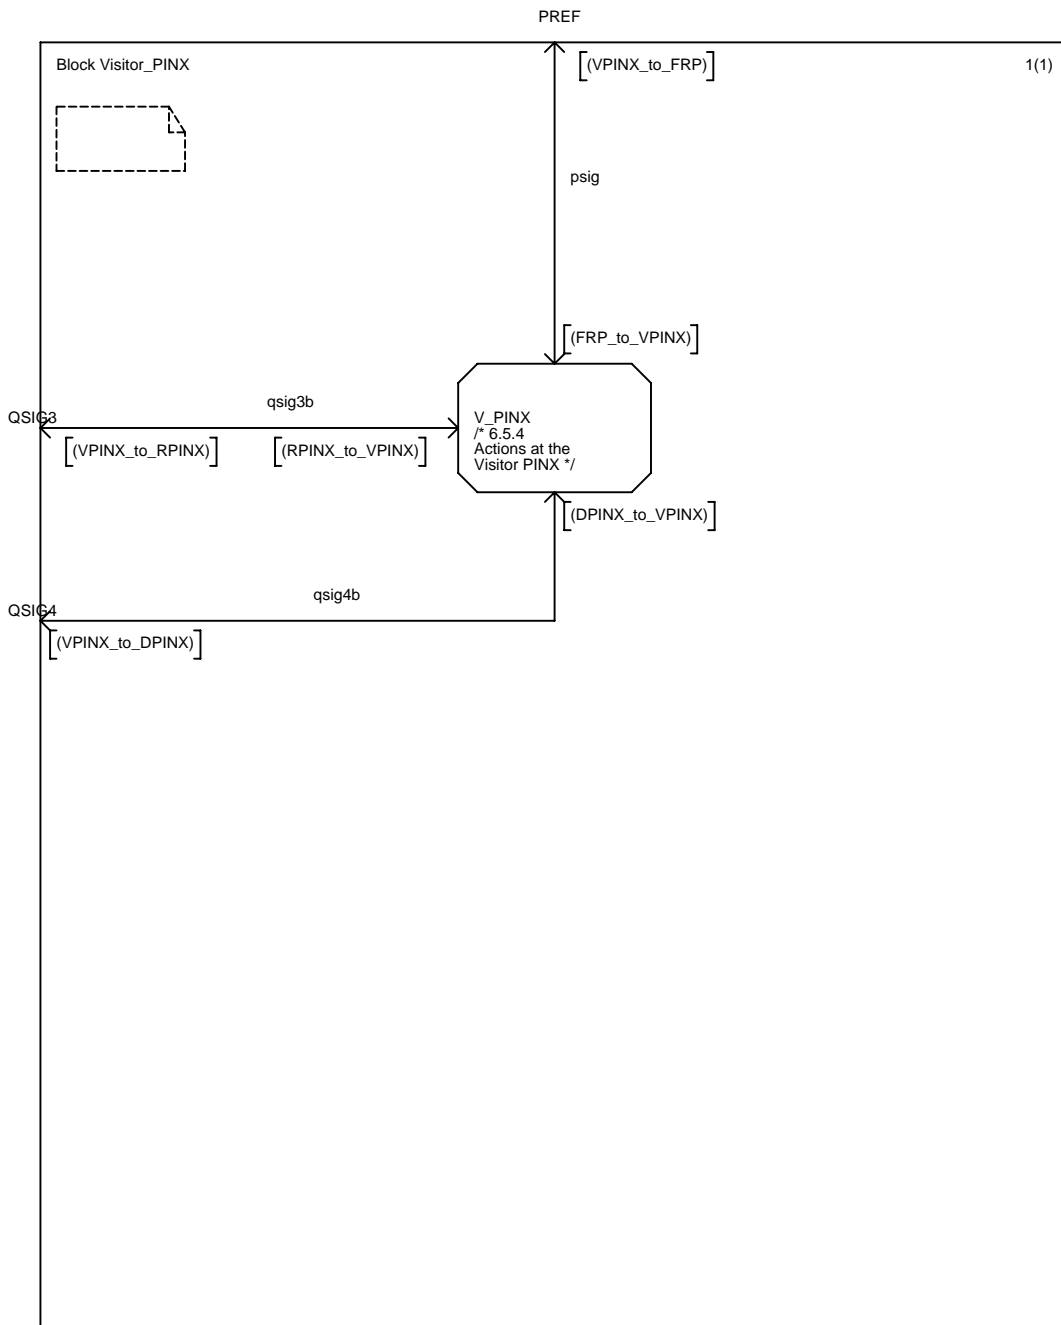 PREF
Block Visitor_PINX
[(VPINX_to_FRP)]
1(1)
psig
[(FRP_to_VPINX)]
qsig3b
QSIG3
[(VPINX_to_RPINX)]
[(RPINX_to_VPINX)]
V_PINX
/* 6.5.4
Actions at the
Visitor PINX */
[(DPINX_to_VPINX)]
qsig4b
QSIG4
[(VPINX_to_DPINX)]